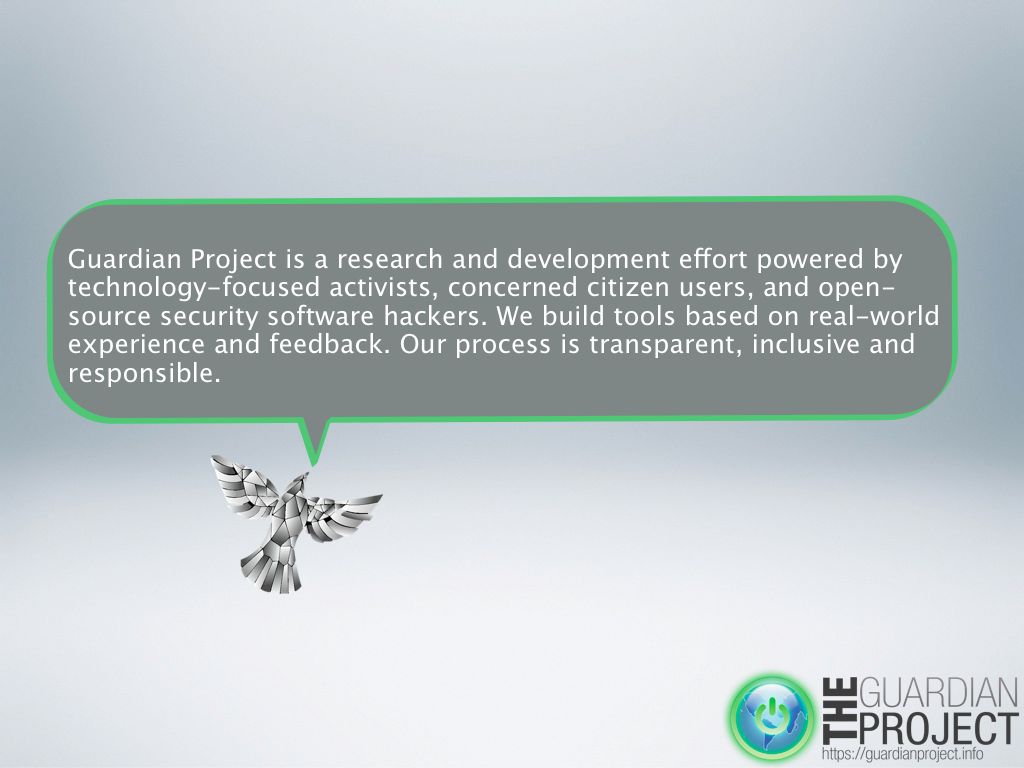 Guardian Project is a research and development effort powered by
technology-focused activists, concerned citizen users, and open-
source security software hackers. We build tools based on real-world
experience and feedback. Our process is transparent, inclusive and
responsible.
THE GUARDIAN
PROJECT
https://guardianproject.info